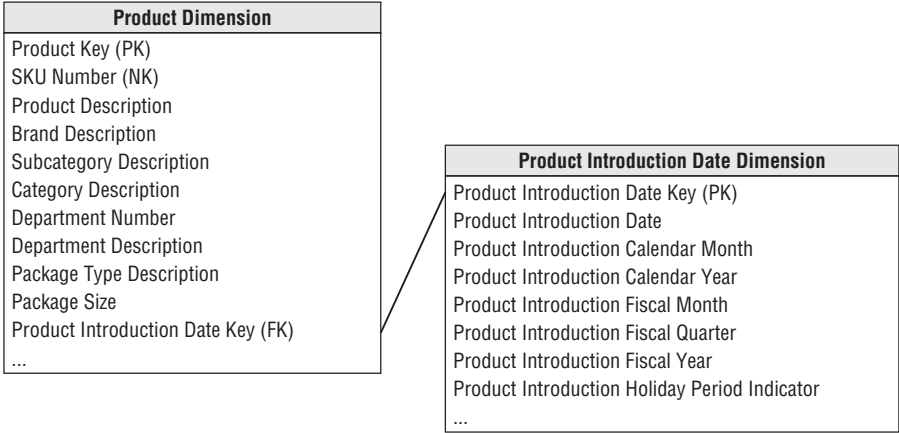 Product Dimension
Product Key (PK)
SKU Number (NK)
Product Description
Brand Description
Subcategory Description
Category Description
Department Number
Department Description
Package Type Description
Package Size
Product Introduction Date Key (FK)
...
Product Introduction Date Dimension
Product Introduction Date Key (PK)
Product Introduction Date
Product Introduction Calendar Month
Product Introduction Calendar Year
Product Introduction Fiscal Month
Product Introduction Fiscal Quarter
Product Introduction Fiscal Year
Product Introduction Holiday Period Indicator
...